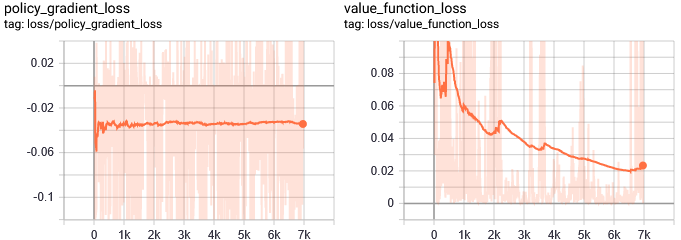 policy_gradient_loss
tag: loss/policy_gradient_loss
0.02
-0.02
-0.06
-0.1
0 1k 2k 3k 4k 5k 6k 7k
value_function_loss
tag: loss/value_function_loss
0.08
0.06
0.04
0.02
0
0 1k 2k 3k 4k 5k 6k 7k